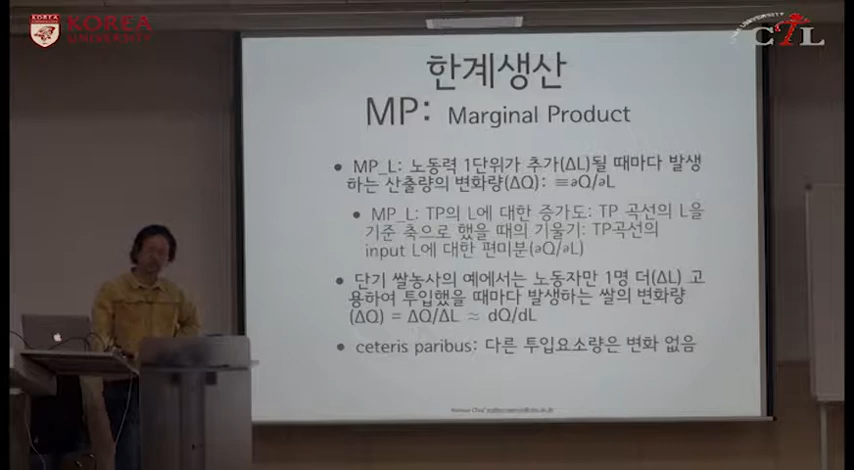 KOREA
UNIVERSITY
CTL
한계생산
MP: Marginal Product
• MP_L: 노동력 1단위가 추가(ΔL)될 때마다 발생
하는 산출량의 변화량(ΔQ): ≡∂Q/∂L
• MP_L: TP의 L에 대한 증가도: TP 곡선의 L을
기준 축으로 했을 때의 기울기: TP곡선의
input L에 대한 편미분(∂Q/∂L)
• 단기 쌀농사의 예에서는 노동자만 1명 더(ΔL) 고
용하여 투입했을 때마다 발생하는 쌀의 변화량
(ΔQ) = ΔQ/ΔL ≈ dQ/dL
• ceteris paribus: 다른 투입요소량은 변화 없음